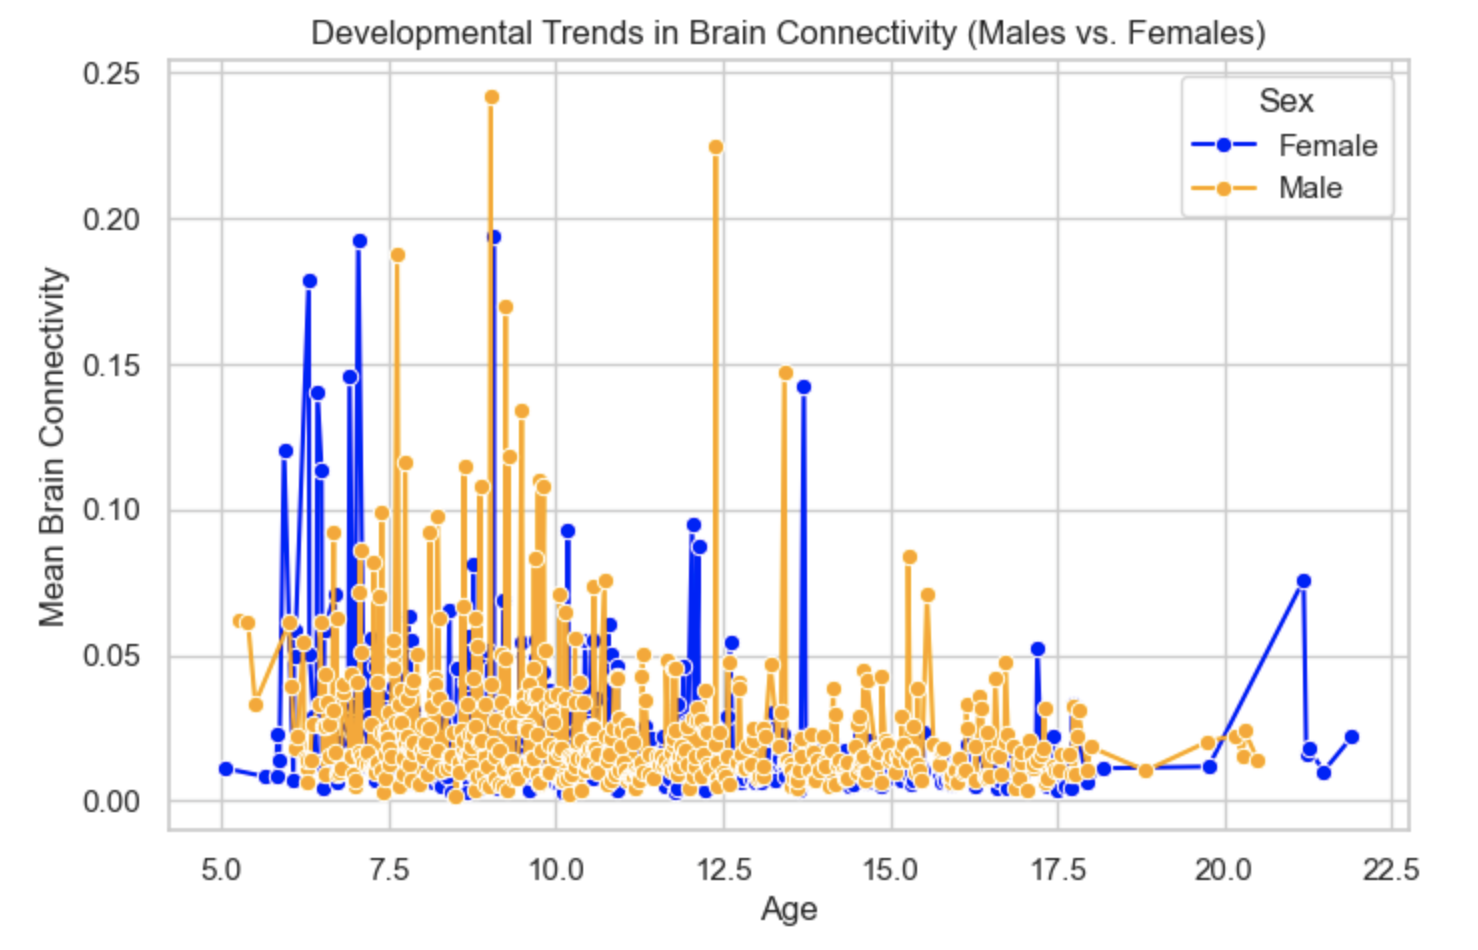 Developmental Trends in Brain Connectivity (Males vs. Females)
Sex
Female
Male
Mean Brain Connectivity
0.25
0.20
0.15
0.10
0.05
0.00
5.0 7.5 10.0 12.5 15.0 17.5 20.0 22.5
Age